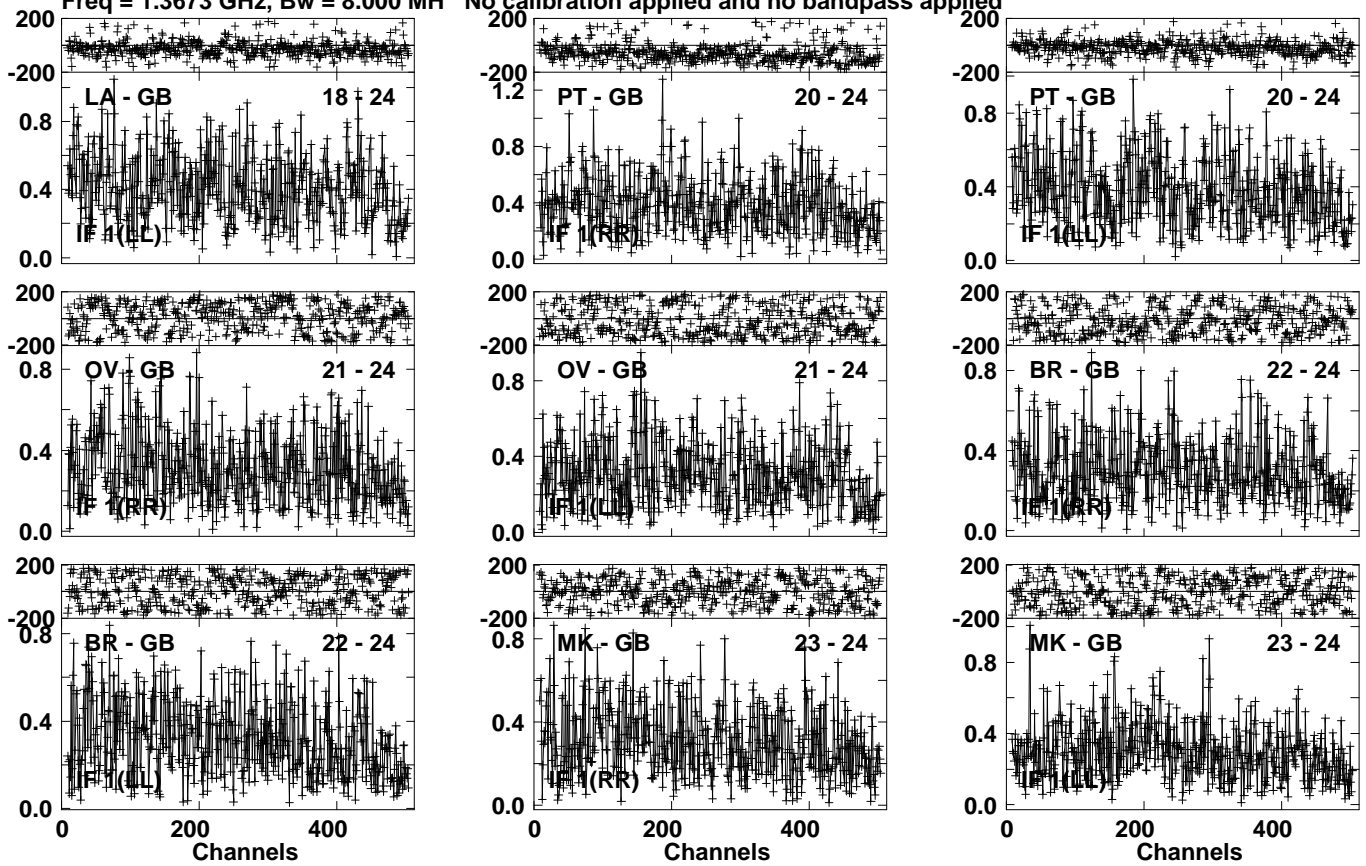 Freq = 1.3673 GHz, Bw = 8.000 MH No calibration applied and no bandpass applied
200
-200
LA - GB 18 - 24
0.8
0.4
0.0
IF 1(LL)
200
-200
1.2
PT - GB 20 - 24
0.8
0.4
0.0
IF 1(RR)
200
-200
PT - GB 20 - 24
0.8
0.4
0.0
IF 1(LL)
200
-200
OV - GB 21 - 24
0.8
0.4
0.0
IF 1(RR)
200
-200
OV - GB 21 - 24
0.8
0.4
0.0
IF 1(LL)
200
-200
BR - GB 22 - 24
0.8
0.4
0.0
IF 1(RR)
200
-200
BR - GB 22 - 24
0.8
0.4
0.0
IF 1(LL)
0 200 400
Channels
200
-200
MK - GB 23 - 24
0.8
0.4
0.0
IF 1(RR)
0 200 400
Channels
200
-200
MK - GB 23 - 24
0.8
0.4
0.0
IF 1(LL)
0 200 400
Channels